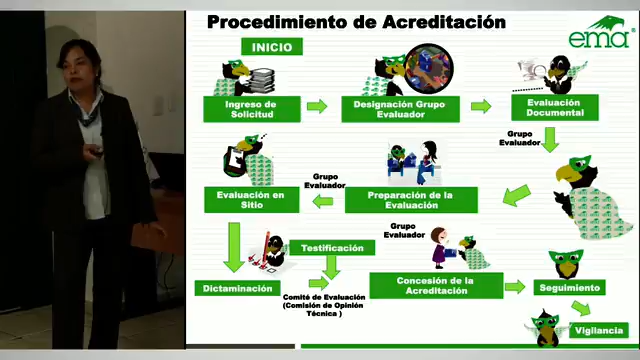 Procedimiento de Acreditación
ema
INICIO
Ingreso de
Solicitud
Designación Grupo
Evaluador
Evaluación
Documental
Grupo
Evaluador
Evaluación en
Sitio
Grupo
Evaluador
Preparación de la
Evaluación
Testificación
Grupo
Evaluador
Dictaminación
Comité de Evaluación
(Comisión de Opinión
Técnica )
Concesión de la
Acreditación
Seguimiento
Vigilancia